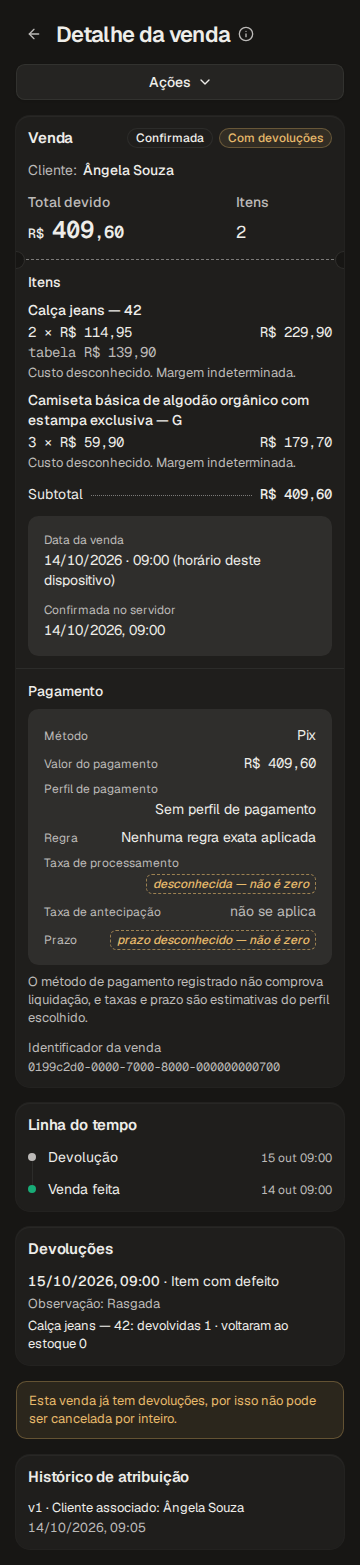 Detalhe da venda
Ações
Venda Confirmada Com devoluções
Cliente: Ângela Souza
Total devido Itens
R$ 409,60 2
Itens
Calça jeans — 42
2 × R$ 114,95 R$ 229,90
tabela R$ 139,90
Custo desconhecido. Margem indeterminada.
Camiseta básica de algodão orgânico com
estampa exclusiva — G
3 × R$ 59,90 R$ 179,70
Custo desconhecido. Margem indeterminada.
Subtotal R$ 409,60
Data da venda
14/10/2026 · 09:00 (horário deste
dispositivo)
Confirmada no servidor
14/10/2026, 09:00
Pagamento
Método Pix
Valor do pagamento R$ 409,60
Perfil de pagamento
Sem perfil de pagamento
Regra Nenhuma regra exata aplicada
Taxa de processamento
desconhecida — não é zero
Taxa de antecipação não se aplica
Prazo prazo desconhecido — não é zero
O método de pagamento registrado não comprova
liquidação, e taxas e prazo são estimativas do perfil
escolhido.
Identificador da venda
0199c2d0-0000-7000-8000-000000000700
Linha do tempo
Devolução 15 out 09:00
Venda feita 14 out 09:00
Devoluções
15/10/2026, 09:00 · Item com defeito
Observação: Rasgada
Calça jeans — 42: devolvidas 1 · voltaram ao
estoque 0
Esta venda já tem devoluções, por isso não pode
ser cancelada por inteiro.
Histórico de atribuição
v1 · Cliente associado: Ângela Souza
14/10/2026, 09:05